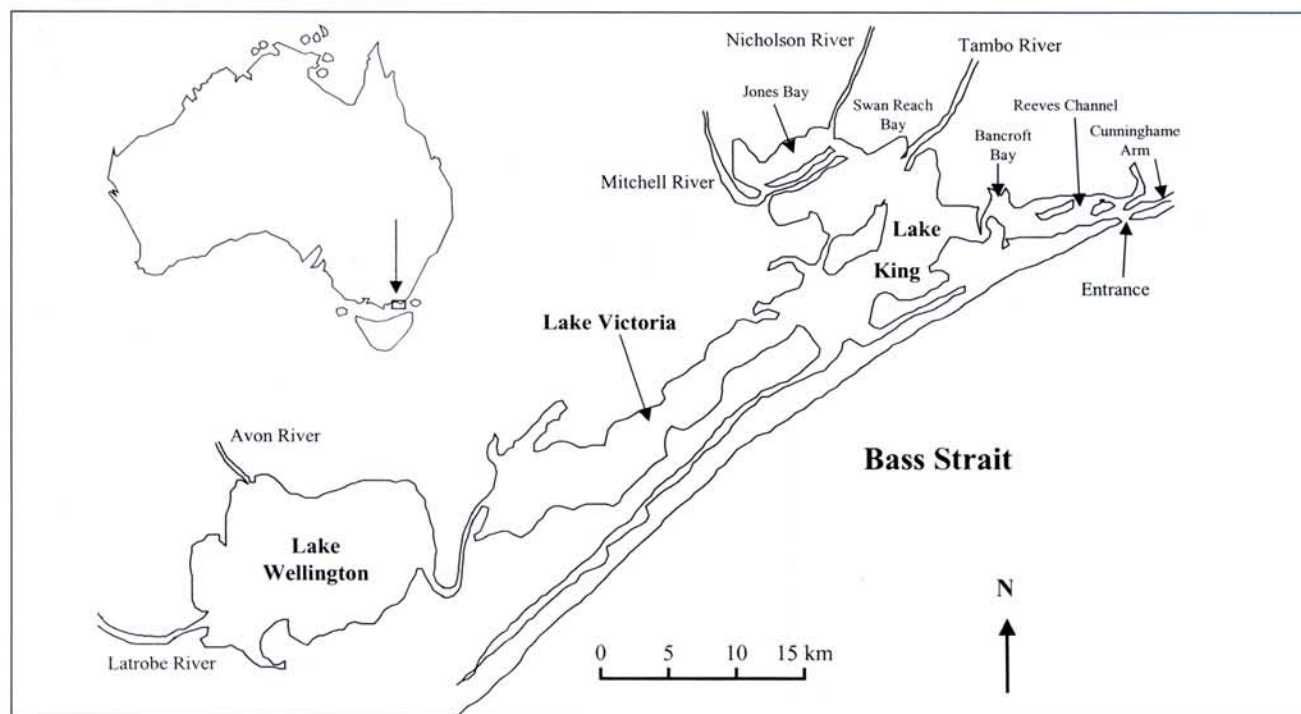 Nicholson River
Tambo River
Jones Bay
Swan Reach
Bay
Reeves Channel
Bancroft
Bay
Cunninghame
Arm
Mitchell River
Lake
King
Entrance
Lake Victoria
Avon River
Bass Strait
Lake
Wellington
N
0 5 10 15 km
Latrobe River